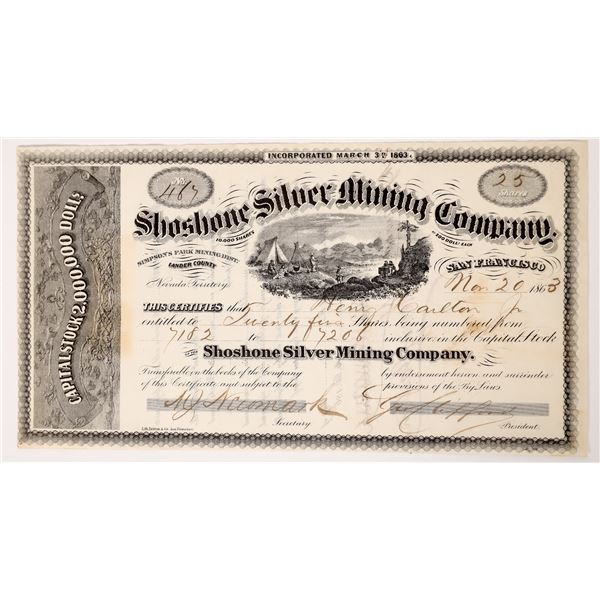 INCORPORATED MARCH 3RD 1863.
No. 467
25 Shares
Shoshone Silver Mining Company.
10,000 SHARES
200 DOLLS. EACH
SIMPSON'S PARK MINING DIST.
LANDER COUNTY
Nevada Territory.
SAN FRANCISCO
Nov 20 1863
THIS CERTIFIES that Henry Carlton Jr
entitled to Twenty five Shares being numbered from
7182 to 7206 inclusive in the Capital Stock
Shoshone Silver Mining Company.
Transferable on the books of the Company by endorsement hereon and surrender
of this Certificate and subject to the provisions of the By Laws
Secretary
President.
CAPITAL STOCK 2,000,000 DOLLS.